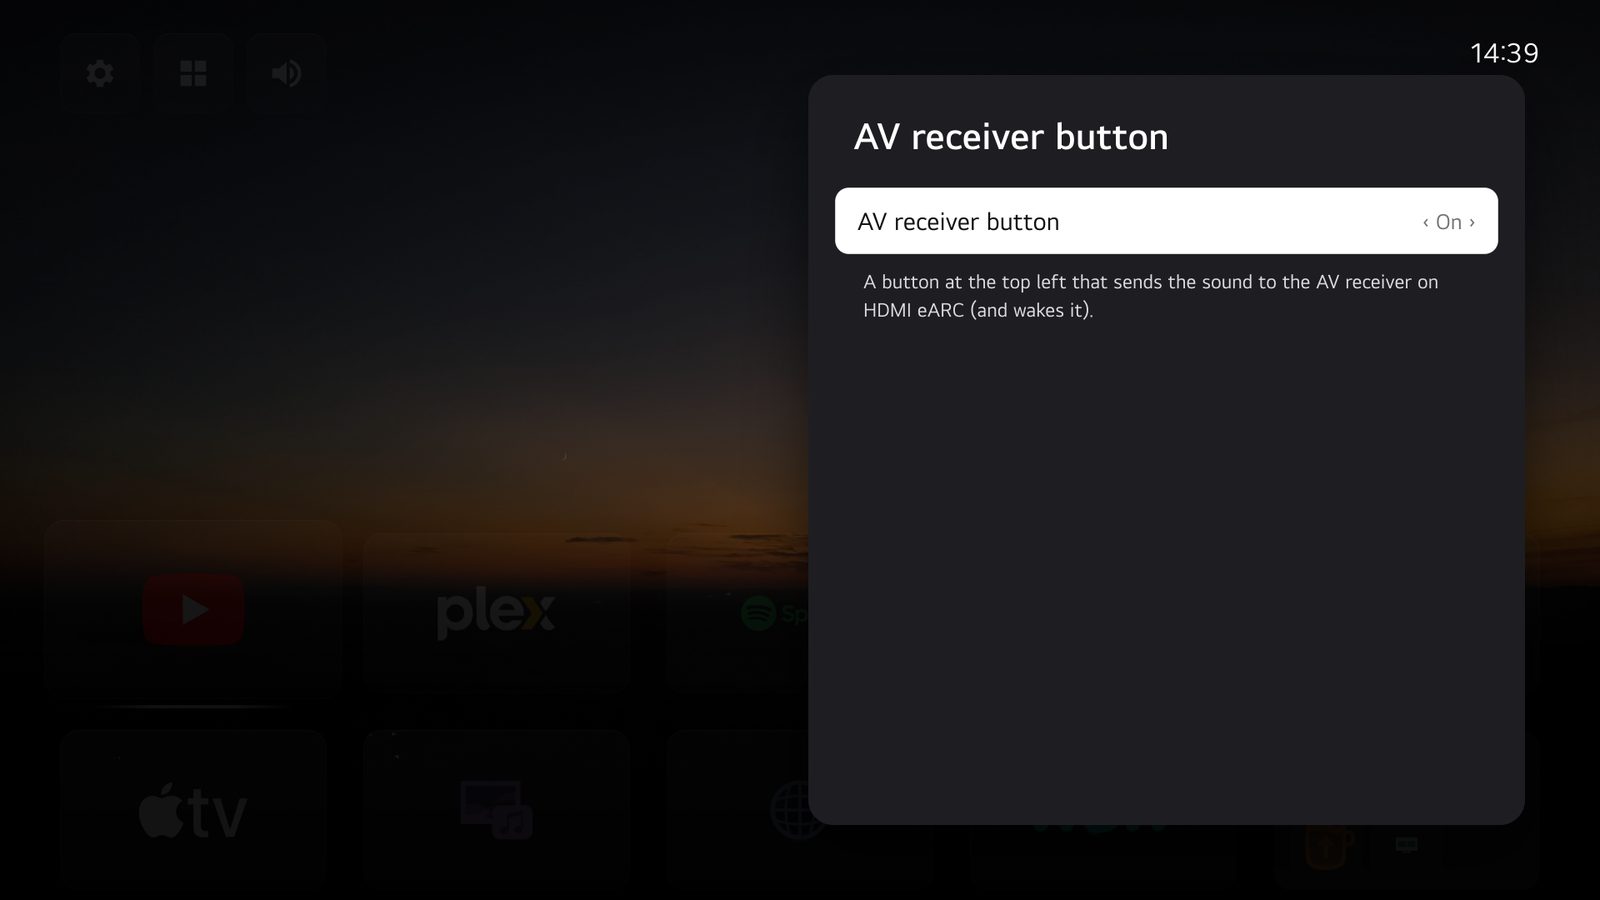 14:39
AV receiver button
AV receiver button ‹ On ›
A button at the top left that sends the sound to the AV receiver on
HDMI eARC (and wakes it).
plex
Sp
tv